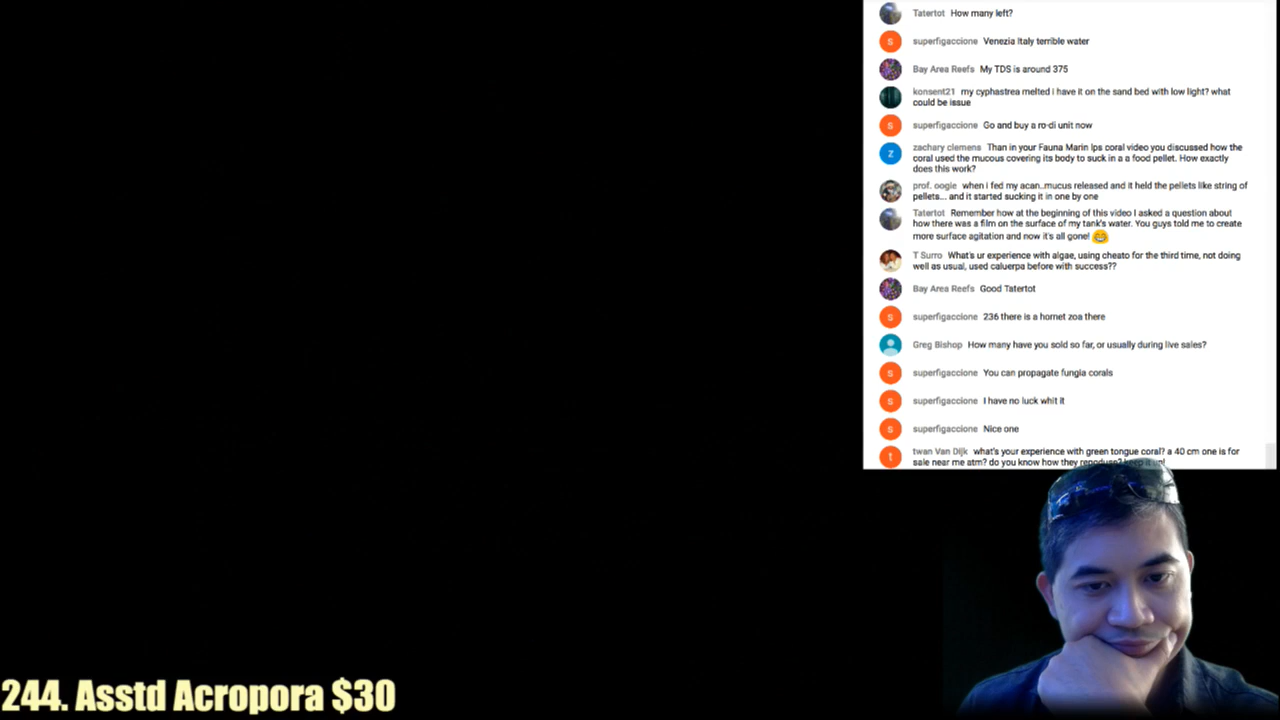 Tatertot How many left?
superfigaccione Venezia Italy terrible water
Bay Area Reefs My TDS is around 375
konsent21 my cyphastrea melted i have it on the sand bed with low light? what
could be issue
superfigaccione Go and buy a ro-di unit now
zachary clemens Than in your Fauna Marin lps coral video you discussed how the
coral used the mucous covering its body to suck in a a food pellet. How exactly
does this work?
prof. oogie when i fed my acan..mucus released and it held the pellets like string of
pellets... and it started sucking it in one by one
Tatertot Remember how at the beginning of this video I asked a question about
how there was a film on the surface of my tank's water. You guys told me to create
more surface agitation and now it's all gone!
T Surro What's ur experience with algae, using cheato for the third time, not doing
well as usual, used caluerpa before with success??
Bay Area Reefs Good Tatertot
superfigaccione 236 there is a hornet zoa there
Greg Bishop How many have you sold so far, or usually during live sales?
superfigaccione You can propagate fungia corals
superfigaccione I have no luck whit it
superfigaccione Nice one
twan Van Dijk what's your experience with green tongue coral? a 40 cm one is for
sale near me atm? do you know how they repoduse? keep it up!
244. Asstd Acropora $30